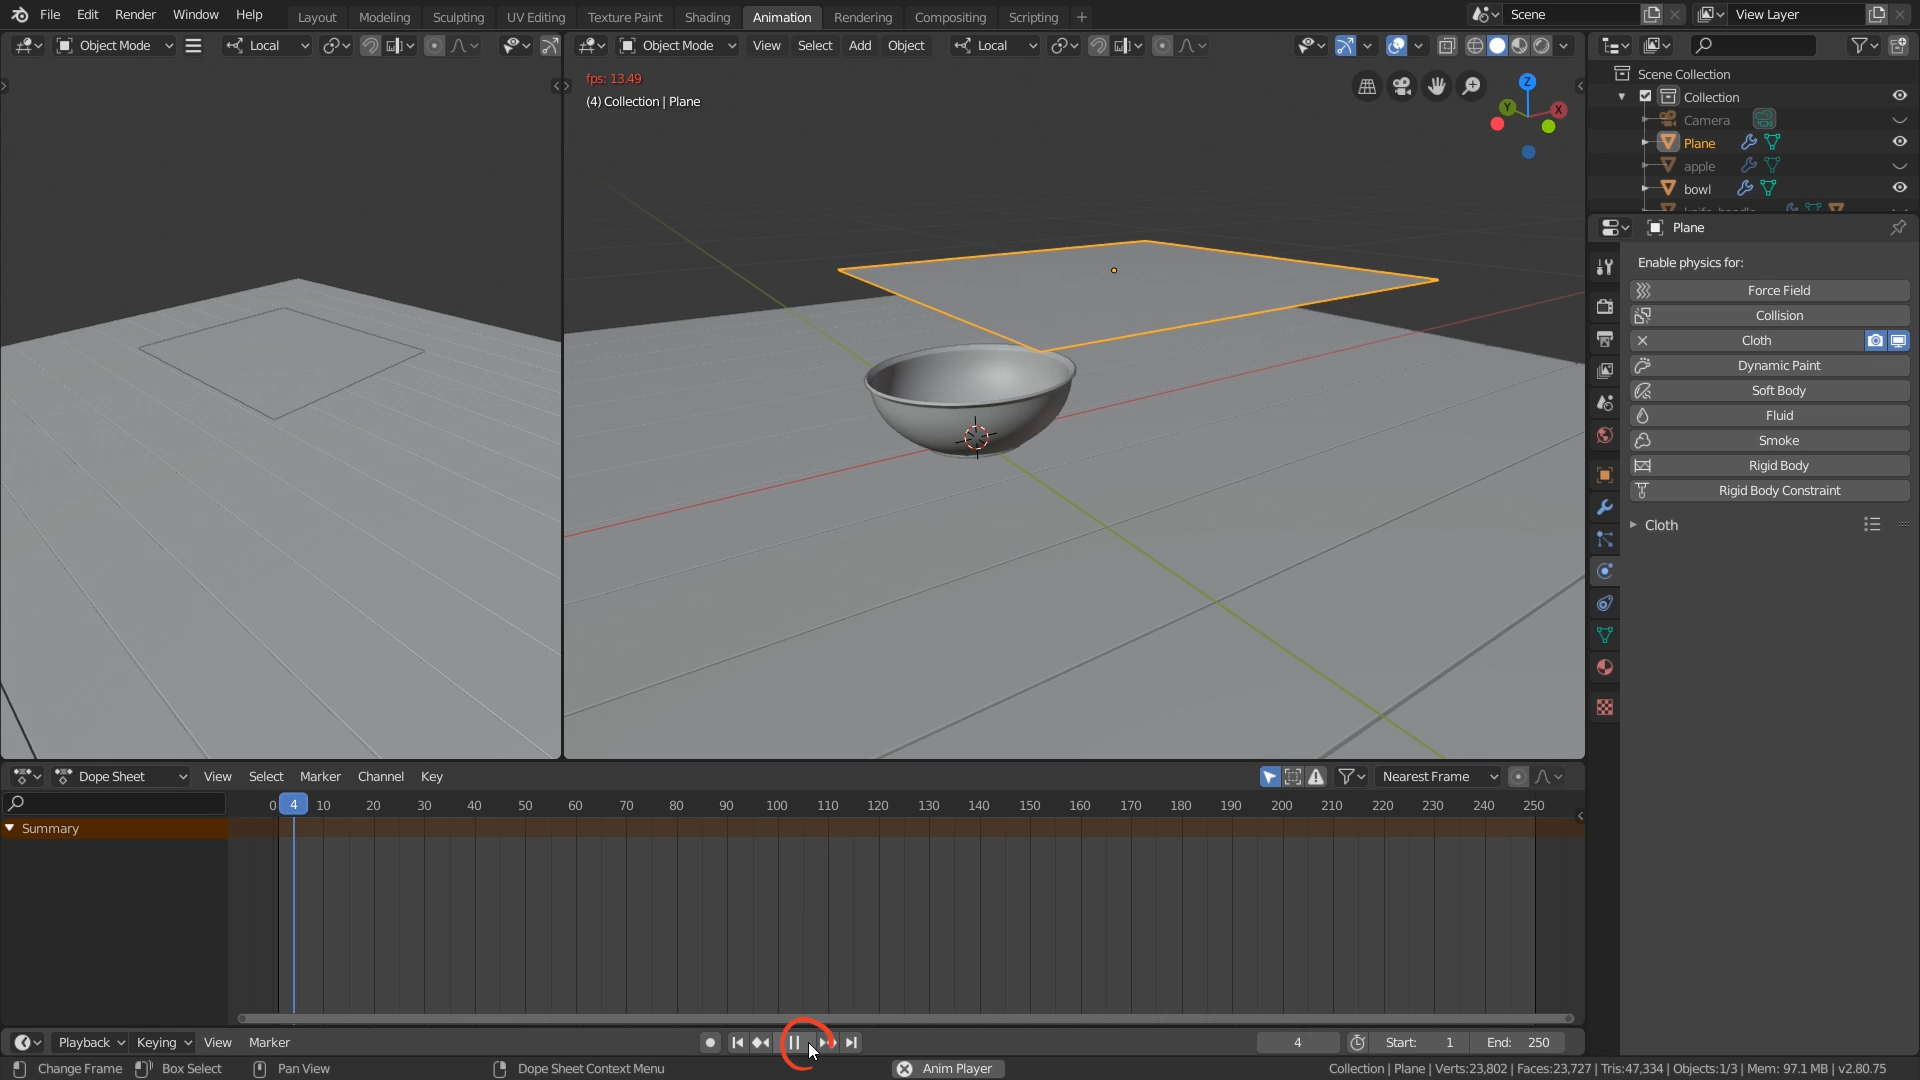 File Edit Render Window Help Layout Modeling Sculpting UV Editing Texture Paint Shading Animation Rendering Compositing Scripting + Scene View Layer
Object Mode Local Object Mode View Select Add Object Local
fps: 13.49
(4) Collection | Plane
Z
Y
X
Scene Collection
Collection
Camera
Plane
apple
bowl
Plane
Enable physics for:
Force Field
Collision
Cloth
Dynamic Paint
Soft Body
Fluid
Smoke
Rigid Body
Rigid Body Constraint
Cloth
Dope Sheet View Select Marker Channel Key Nearest Frame
0 4 10 20 30 40 50 60 70 80 90 100 110 120 130 140 150 160 170 180 190 200 210 220 230 240 250
Summary
Playback Keying View Marker 4 Start: 1 End: 250
Change Frame Box Select Pan View Dope Sheet Context Menu Anim Player Collection | Plane | Verts:23,802 | Faces:23,727 | Tris:47,334 | Objects:1/3 | Mem: 97.1 MB | v2.80.75